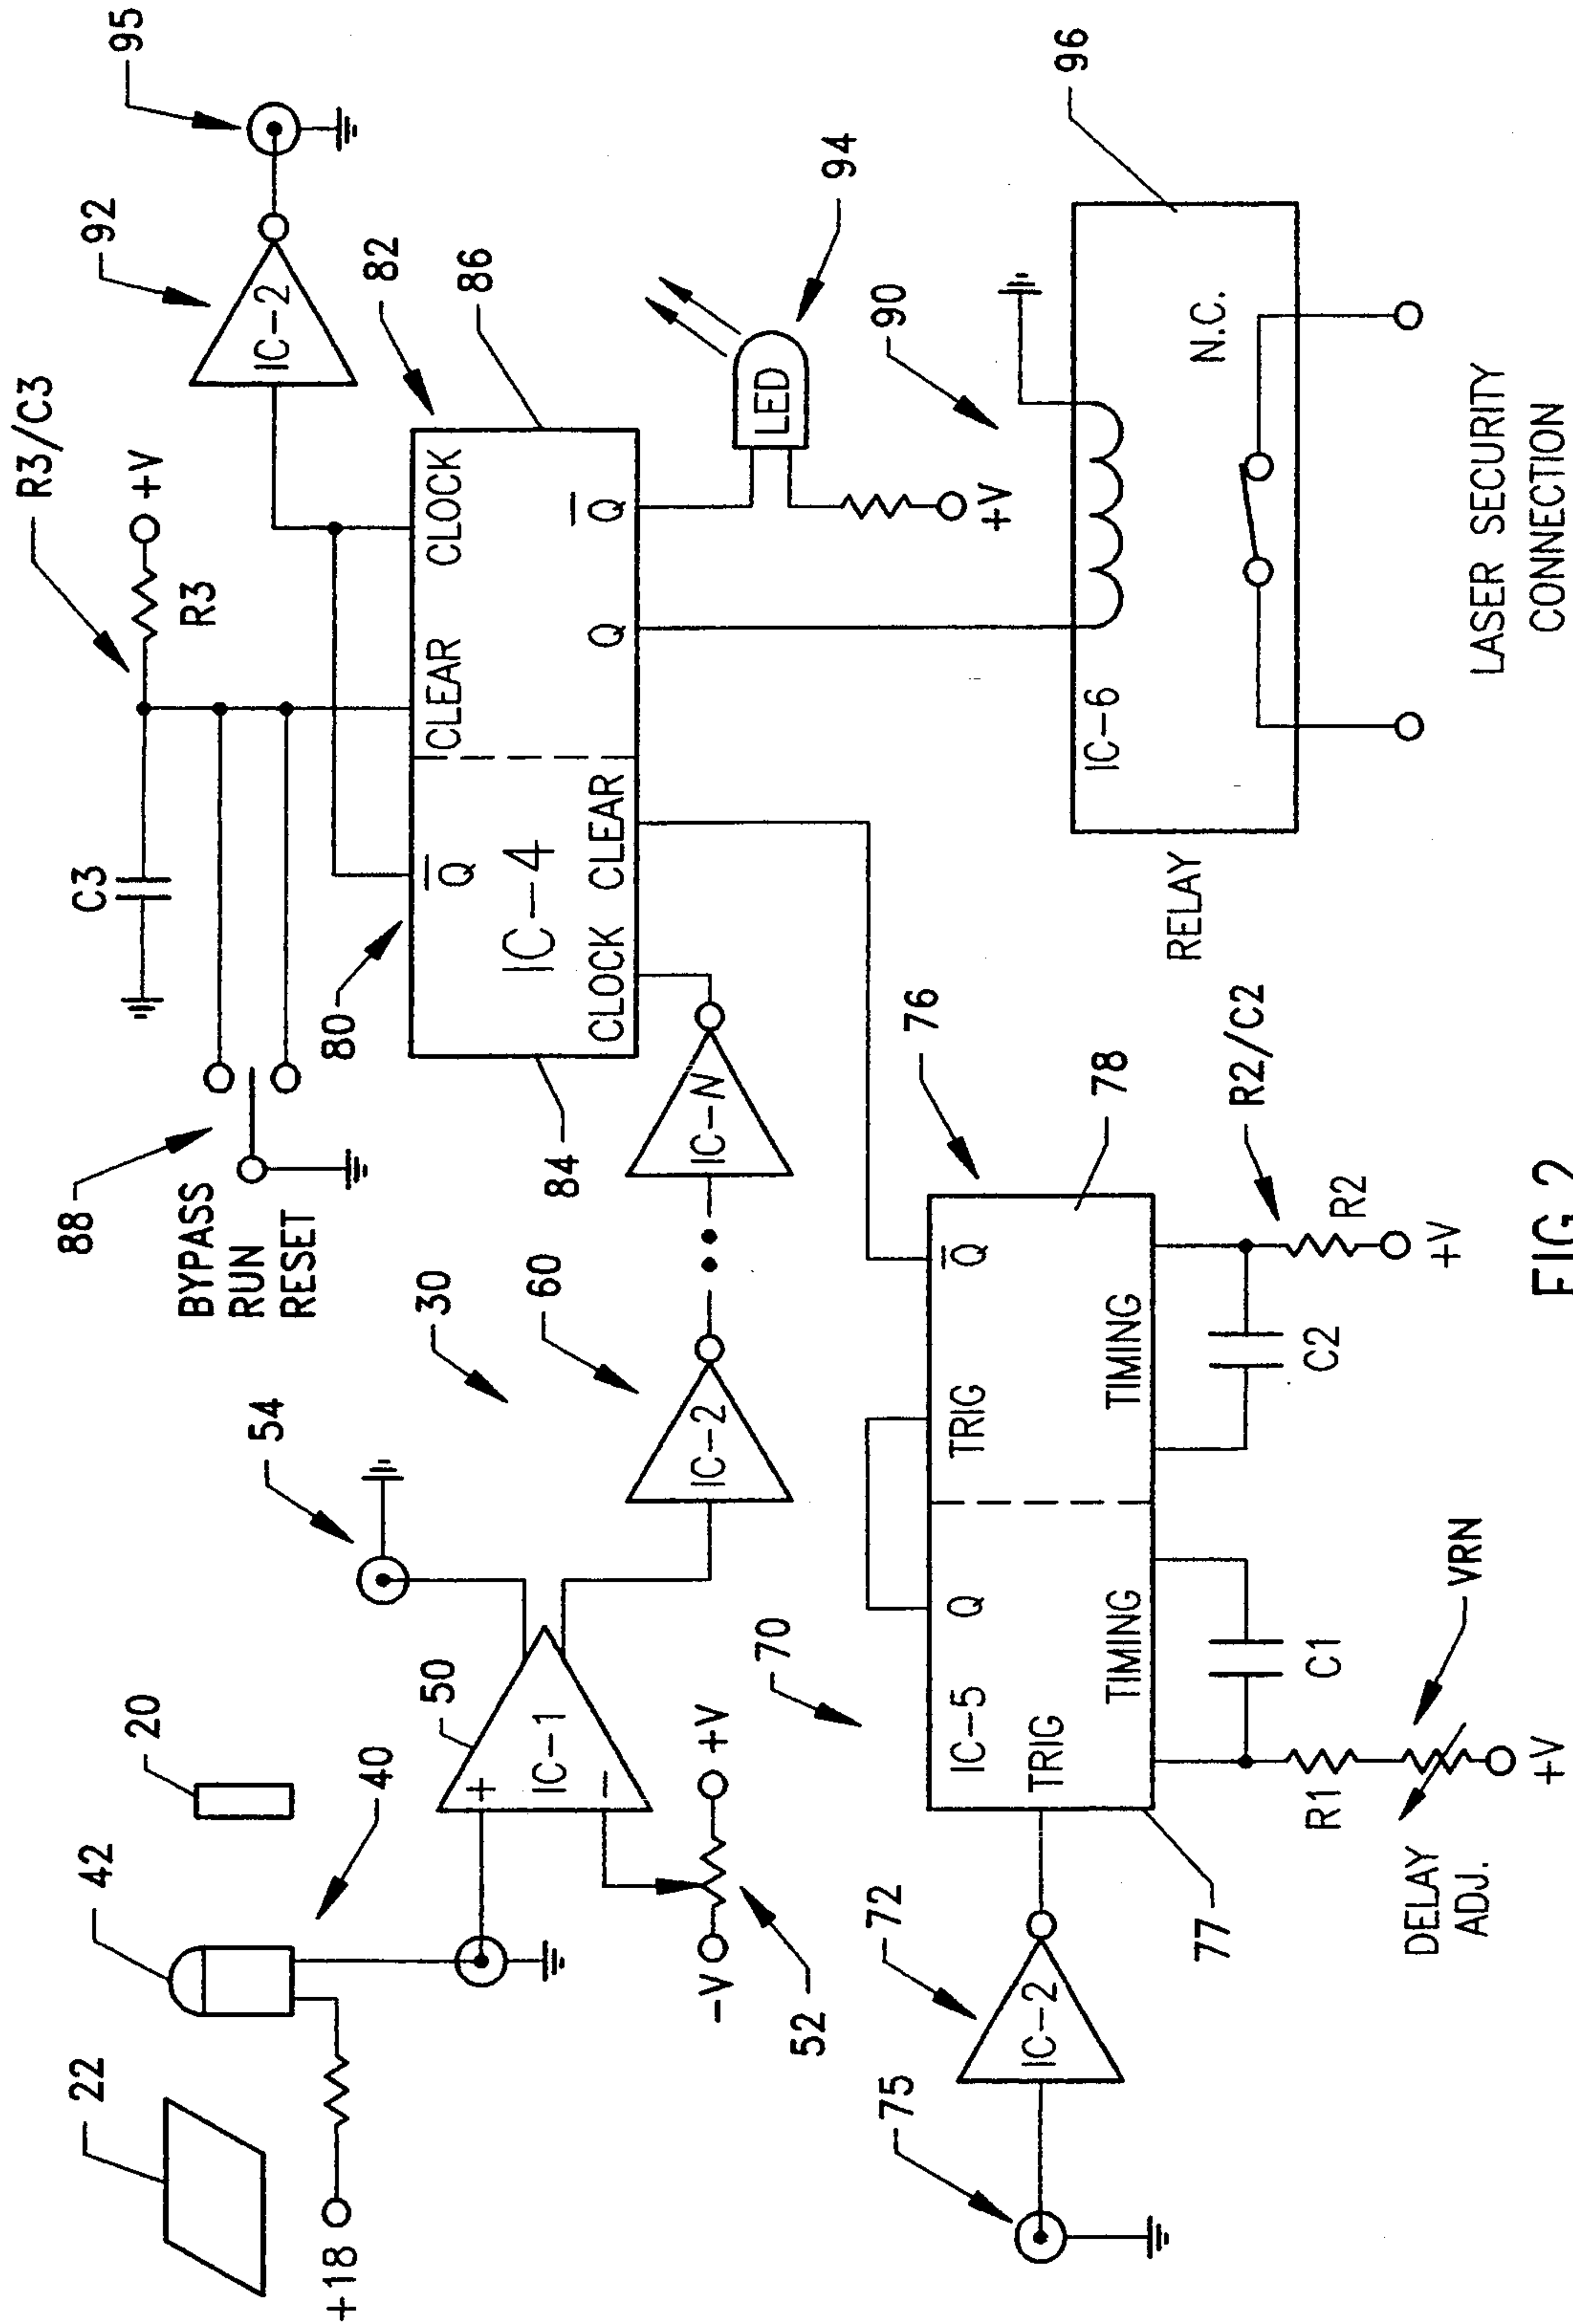 22
42
20
+18
40
50
IC-1
+
−
54
-V
+V
52
30
60
IC-2
IC-N
88
BYPASS
RUN
RESET
C3
R3/C3
R3
+V
80
84
IC-4
Q
CLOCK
CLEAR
CLEAR
CLOCK
Q
Q
82
86
92
IC-2
95
LED
94
+V
90
96
IC-6
N.C.
RELAY
LASER SECURITY
CONNECTION
75
72
IC-2
70
77
IC-5
Q
TRIG
TRIG
Q
TIMING
TIMING
76
78
R1
C1
VRN
DELAY
ADJ.
+V
C2
R2
R2/C2
+V
FIG.2